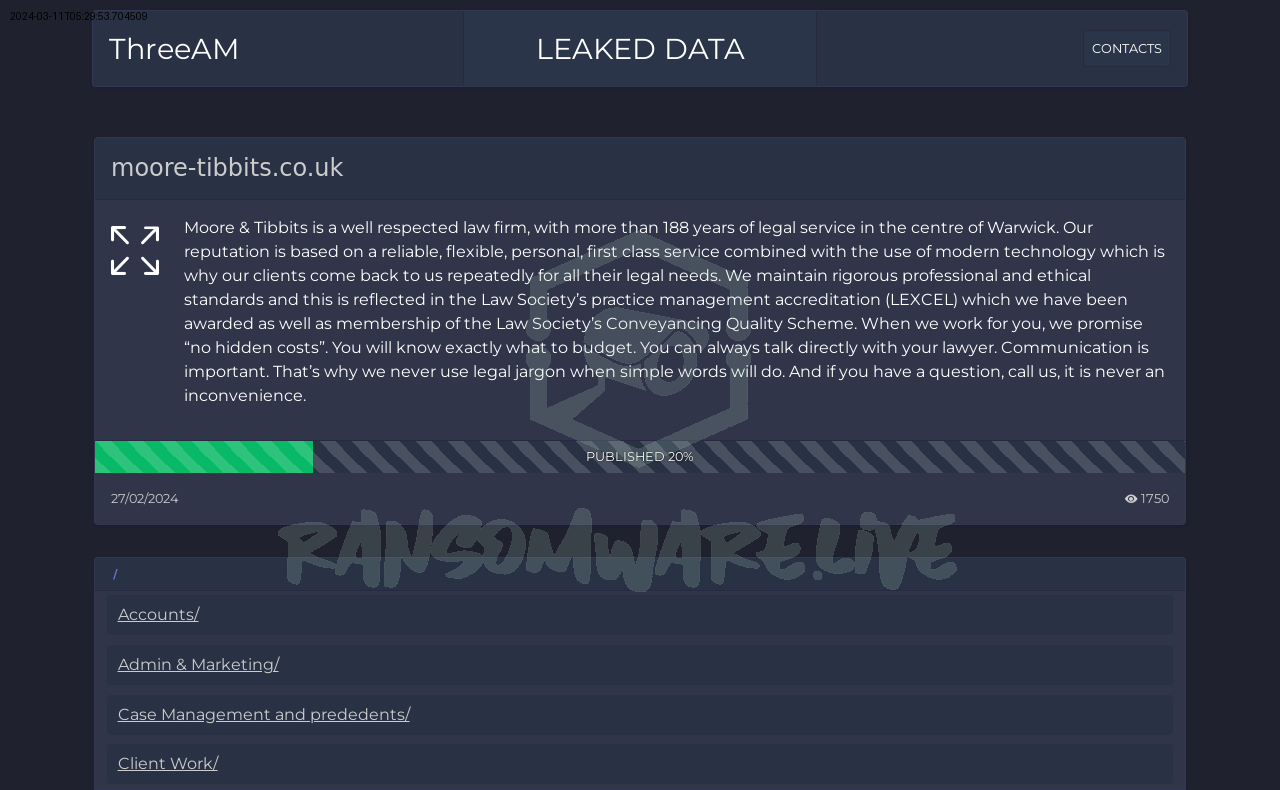 2024-03-11T05:29:53.704509
ThreeAM
LEAKED DATA
CONTACTS
moore-tibbits.co.uk
Moore & Tibbits is a well respected law firm, with more than 188 years of legal service in the centre of Warwick. Our
reputation is based on a reliable, flexible, personal, first class service combined with the use of modern technology which is
why our clients come back to us repeatedly for all their legal needs. We maintain rigorous professional and ethical
standards and this is reflected in the Law Society’s practice management accreditation (LEXCEL) which we have been
awarded as well as membership of the Law Society’s Conveyancing Quality Scheme. When we work for you, we promise
“no hidden costs”. You will know exactly what to budget. You can always talk directly with your lawyer. Communication is
important. That’s why we never use legal jargon when simple words will do. And if you have a question, call us, it is never an
inconvenience.
PUBLISHED 20%
27/02/2024
1750
RANSOMWARE.LIVE
/
Accounts/
Admin & Marketing/
Case Management and prededents/
Client Work/